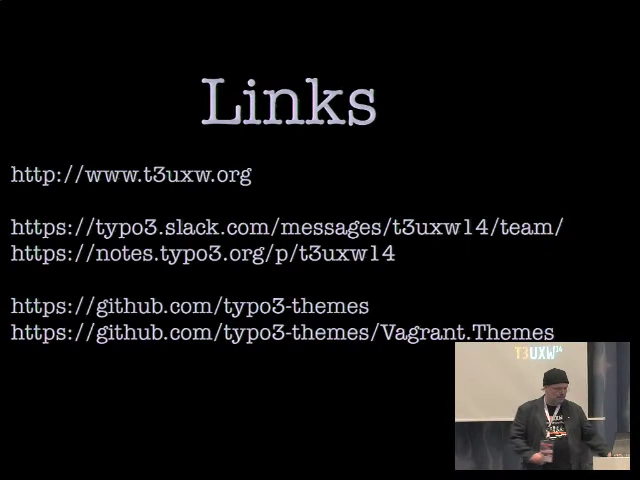 Links
http://www.t3uxw.org
https://typo3.slack.com/messages/t3uxw14/team/
https://notes.typo3.org/p/t3uxw14
https://github.com/typo3-themes
https://github.com/typo3-themes/Vagrant.Themes
T3UXW14